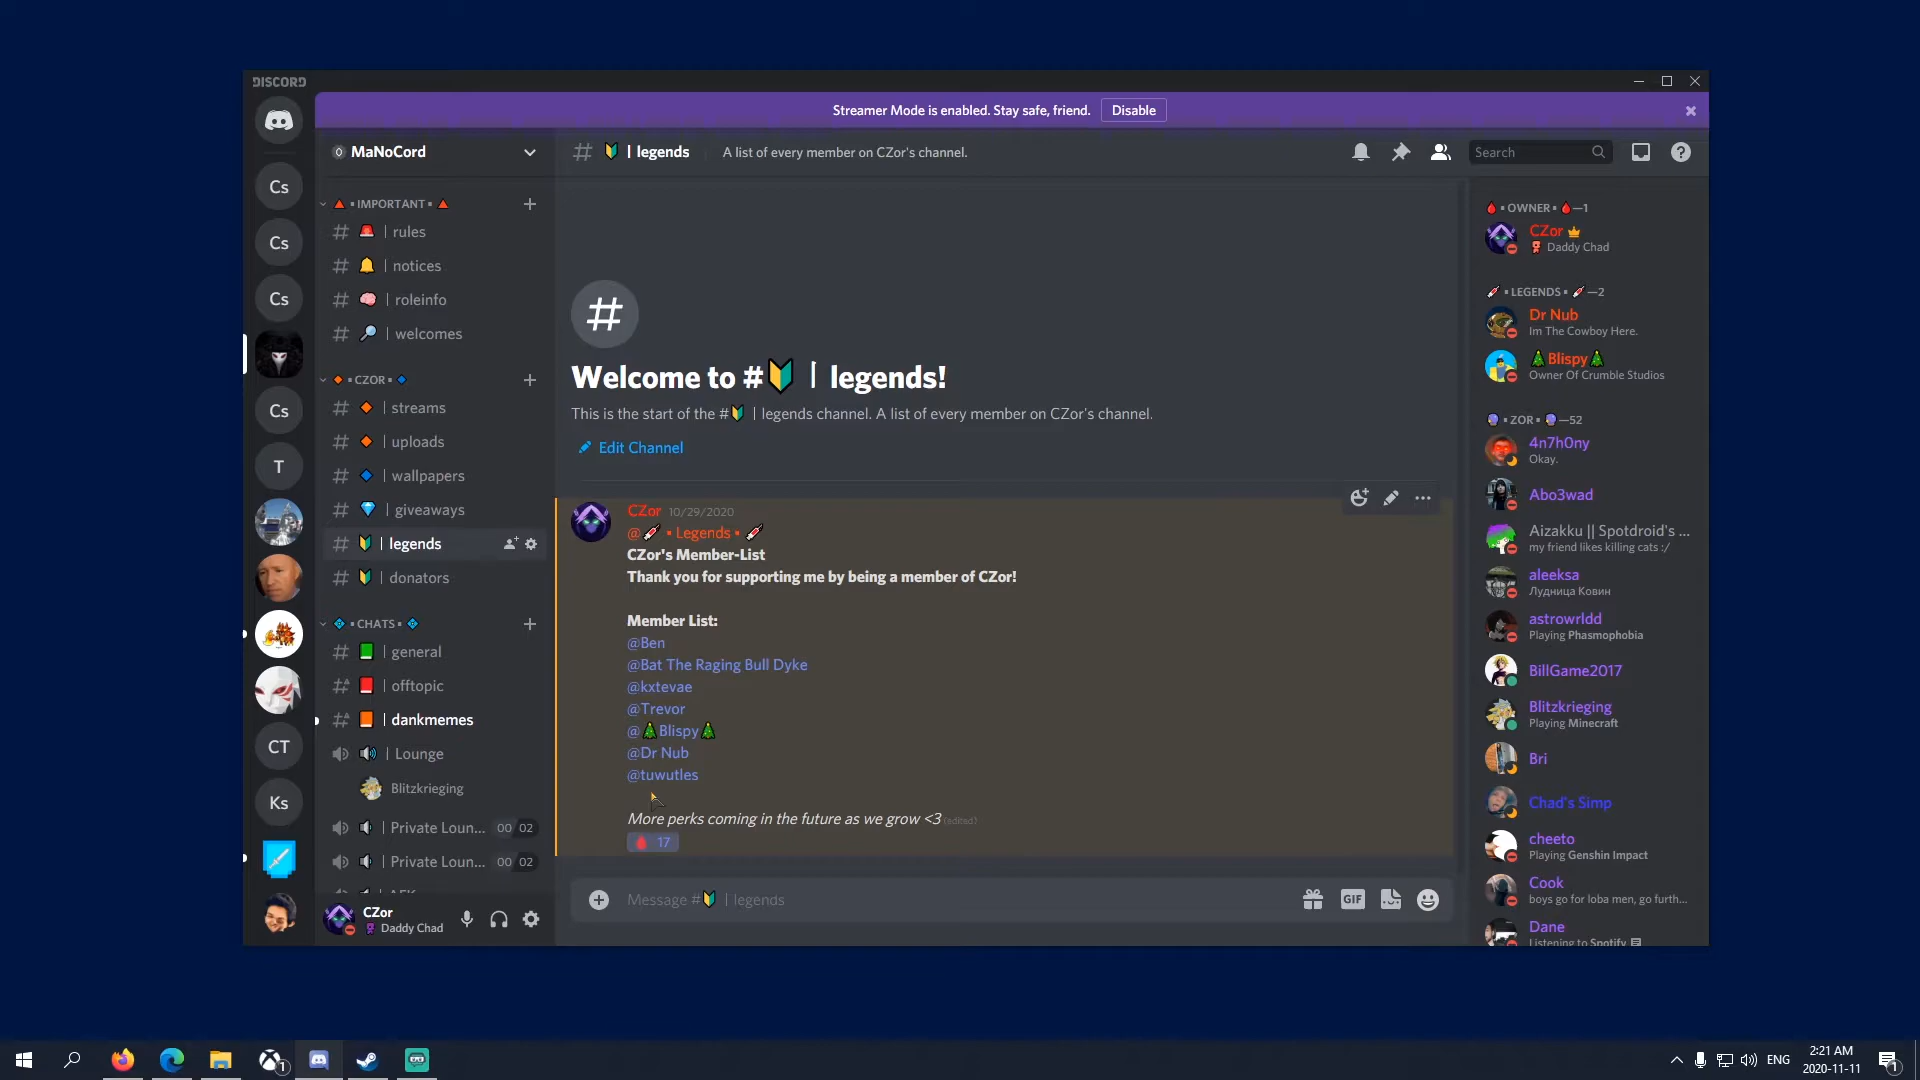 DISCORD
Streamer Mode is enabled. Stay safe, friend. Disable
MaNoCord
IMPORTANT
| rules
| notices
| roleinfo
| welcomes
CZOR
| streams
| uploads
| wallpapers
| giveaways
| legends
| donators
CHATS
| general
| offtopic
| dankmemes
| Lounge
Blitzkrieging
| Private Loun... 00 02
| Private Loun... 00 02
CZor
Daddy Chad
Cs
Cs
Cs
Cs
T
CT
Ks
# | legends A list of every member on CZor's channel.
Search
Welcome to # | legends!
This is the start of the # | legends channel. A list of every member on CZor's channel.
Edit Channel
CZor 10/29/2020
@ • Legends •
CZor's Member-List
Thank you for supporting me by being a member of CZor!
Member List:
@Ben
@Bat The Raging Bull Dyke
@kxtevae
@Trevor
@🎄Blispy🎄
@Dr Nub
@tuwutles
More perks coming in the future as we grow <3 (edited)
17
Message # | legends
GIF
OWNER—1
CZor
Daddy Chad
LEGENDS—2
Dr Nub
Im The Cowboy Here.
🎄Blispy🎄
Owner Of Crumble Studios
ZOR—52
4n7h0ny
Okay.
Abo3wad
Aizakku || Spotdroid's ...
my friend likes killing cats :/
aleeksa
Лудница Ковин
astrowrldd
Playing Phasmophobia
BillGame2017
Blitzkrieging
Playing Minecraft
Bri
Chad's Simp
cheeto
Playing Genshin Impact
Cook
boys go for loba men, go furth...
Dane
Listening to Spotify
1
ENG
2:21 AM
2020-11-11
1